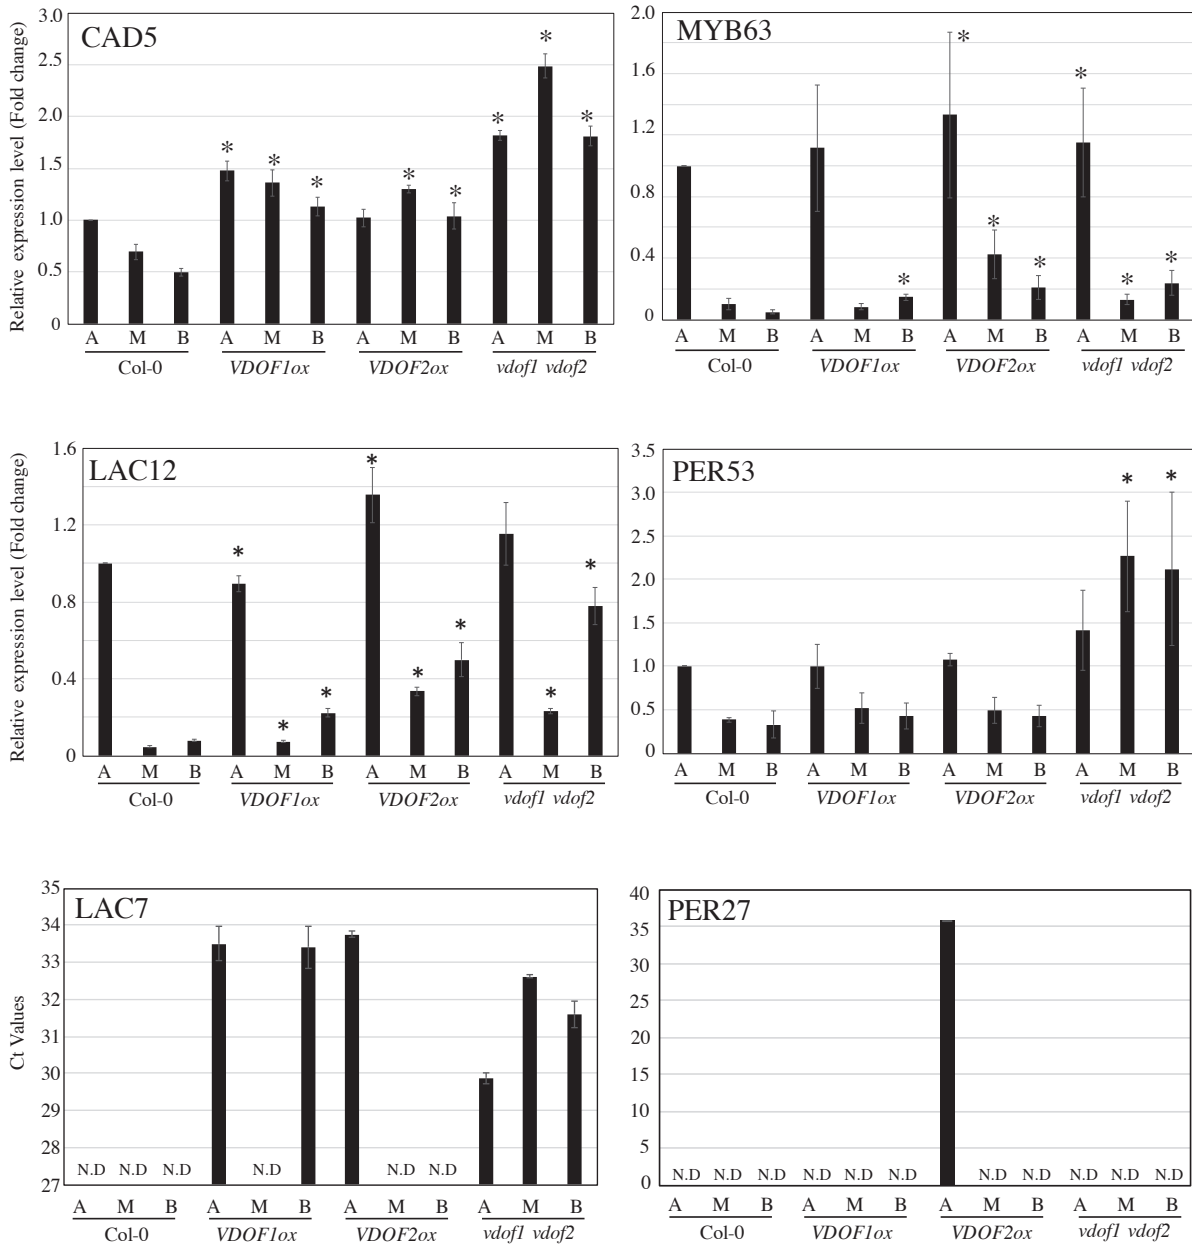 CAD5
Relative expression level (Fold change)
3.0
2.5
2.0
1.5
1.0
0.5
0
* * * * * * * *
A M B A M B A M B A M B
Col-0 VDOF1ox VDOF2ox vdof1 vdof2
MYB63
2.0
1.6
1.2
0.8
0.4
0
* * * * * * *
A M B A M B A M B A M B
Col-0 VDOF1ox VDOF2ox vdof1 vdof2
LAC12
Relative expression level (Fold change)
1.6
1.2
0.8
0.4
0
* * * * * * * *
A M B A M B A M B A M B
Col-0 VDOF1ox VDOF2ox vdof1 vdof2
PER53
3.5
3.0
2.5
2.0
1.5
1.0
0.5
0
* *
A M B A M B A M B A M B
Col-0 VDOF1ox VDOF2ox vdof1 vdof2
LAC7
Ct Values
35
34
33
32
31
30
29
28
27
N.D N.D N.D N.D N.D N.D
A M B A M B A M B A M B
Col-0 VDOF1ox VDOF2ox vdof1 vdof2
PER27
40
35
30
25
20
15
10
5
0
N.D N.D N.D N.D N.D N.D N.D N.D N.D N.D N.D
A M B A M B A M B A M B
Col-0 VDOF1ox VDOF2ox vdof1 vdof2